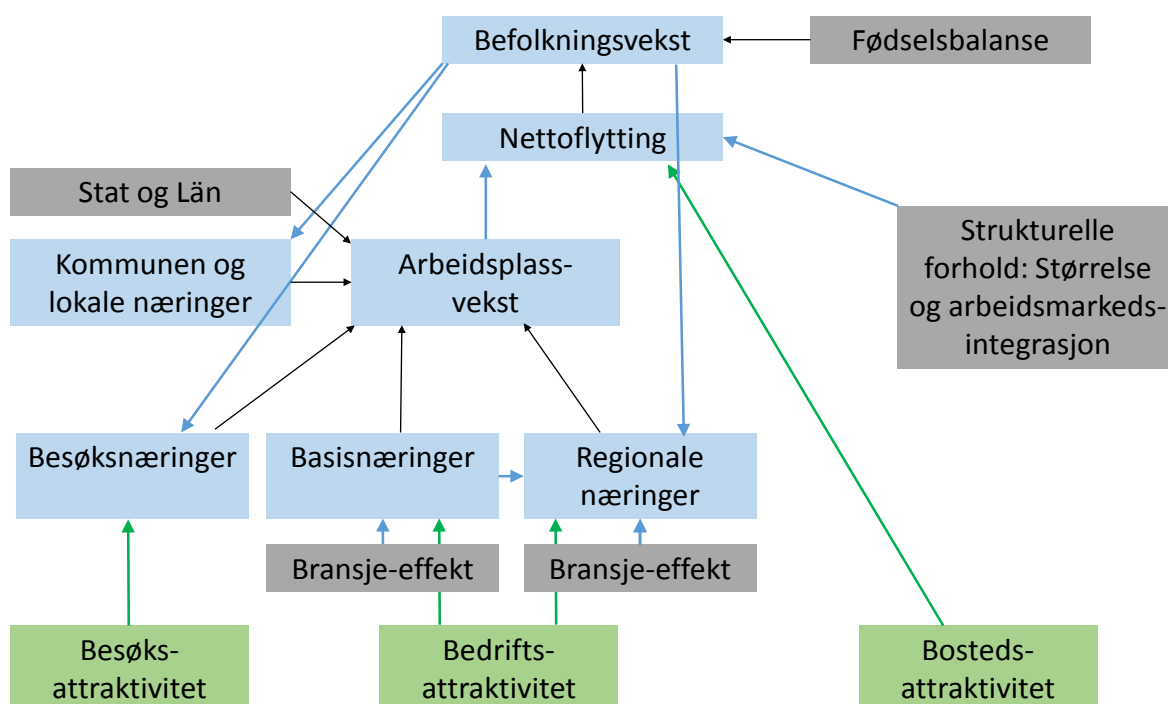 Befolkningsvekst
Fødselsbalanse
Nettoflytting
Stat og Län
Kommunen og
lokale næringer
Arbeidsplass-
vekst
Strukturelle
forhold: Størrelse
og arbeidsmarkeds-
integrasjon
Besøksnæringer
Basisnæringer
Regionale
næringer
Bransje-effekt
Bransje-effekt
Besøks-
attraktivitet
Bedrifts-
attraktivitet
Bosteds-
attraktivitet